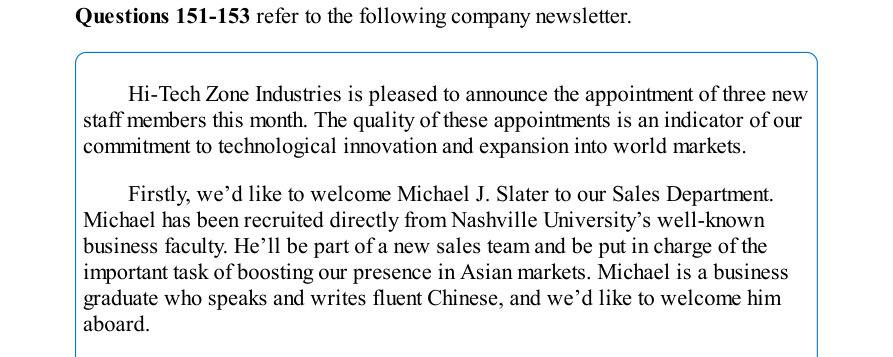 Questions 151-153 refer to the following company newsletter.
Hi-Tech Zone Industries is pleased to announce the appointment of three new
staff members this month. The quality of these appointments is an indicator of our
commitment to technological innovation and expansion into world markets.
Firstly, we’d like to welcome Michael J. Slater to our Sales Department.
Michael has been recruited directly from Nashville University’s well-known
business faculty. He’ll be part of a new sales team and be put in charge of the
important task of boosting our presence in Asian markets. Michael is a business
graduate who speaks and writes fluent Chinese, and we’d like to welcome him
aboard.